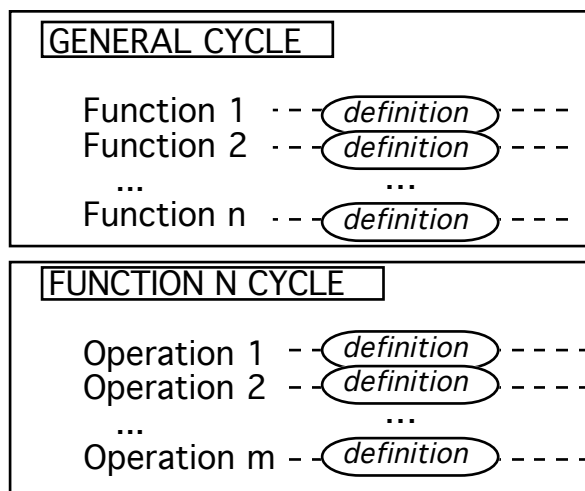 GENERAL CYCLE
Function 1 definition
Function 2 definition
... ...
Function n definition
FUNCTION N CYCLE
Operation 1 definition
Operation 2 definition
... ...
Operation m definition